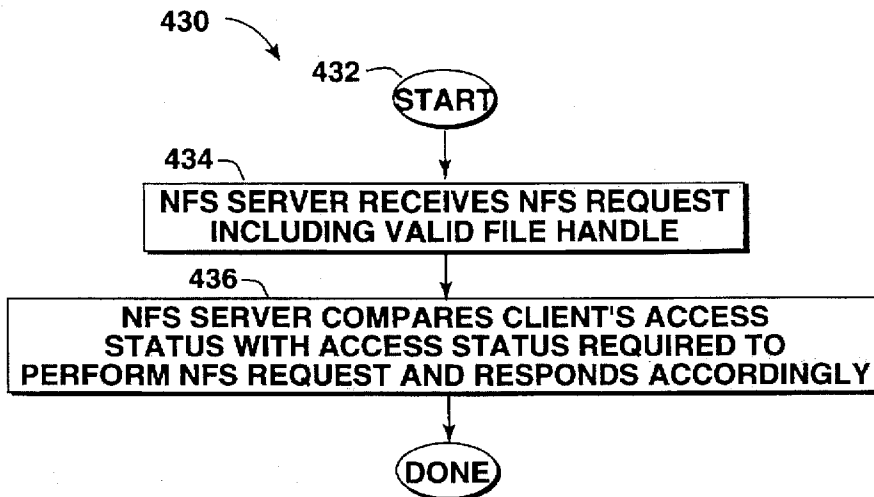 430
432
START
434
NFS SERVER RECEIVES NFS REQUEST
INCLUDING VALID FILE HANDLE
436
NFS SERVER COMPARES CLIENT'S ACCESS
STATUS WITH ACCESS STATUS REQUIRED TO
PERFORM NFS REQUEST AND RESPONDS ACCORDINGLY
DONE